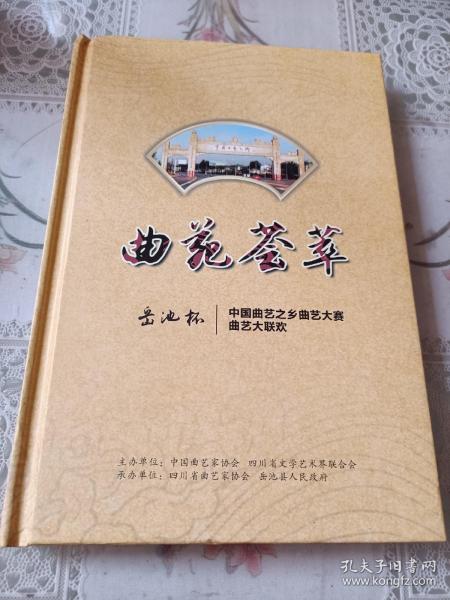 曲苑荟萃
岳池杯
中国曲艺之乡曲艺大赛
曲艺大联欢
主办单位：中国曲艺家协会 四川省文学艺术界联合会
承办单位：四川省曲艺家协会 岳池县人民政府
孔夫子旧书网
www.kongfz.com